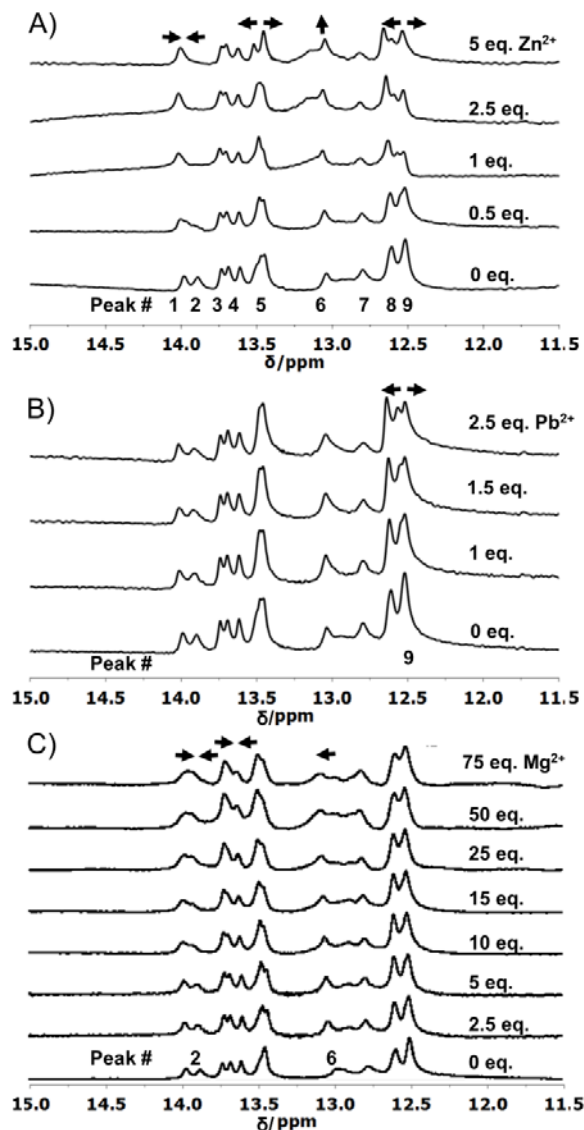 A)
5 eq. Zn²⁺
2.5 eq.
1 eq.
0.5 eq.
0 eq.
Peak # 1 2 3 4 5 6 7 8 9
15.0 14.5 14.0 13.5 13.0 12.5 12.0 11.5
δ/ppm
B)
2.5 eq. Pb²⁺
1.5 eq.
1 eq.
0 eq.
Peak # 9
15.0 14.5 14.0 13.5 13.0 12.5 12.0 11.5
δ/ppm
C)
75 eq. Mg²⁺
50 eq.
25 eq.
15 eq.
10 eq.
5 eq.
2.5 eq.
Peak # 2 6 0 eq.
15.0 14.5 14.0 13.5 13.0 12.5 12.0 11.5
δ/ppm